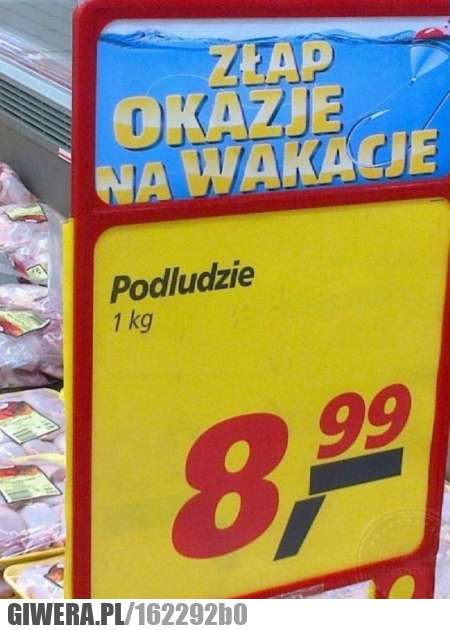 ZŁAP
OKAZJE
NA WAKACJE
Podludzie
1 kg
8,99
GIWERA.PL/162292b0